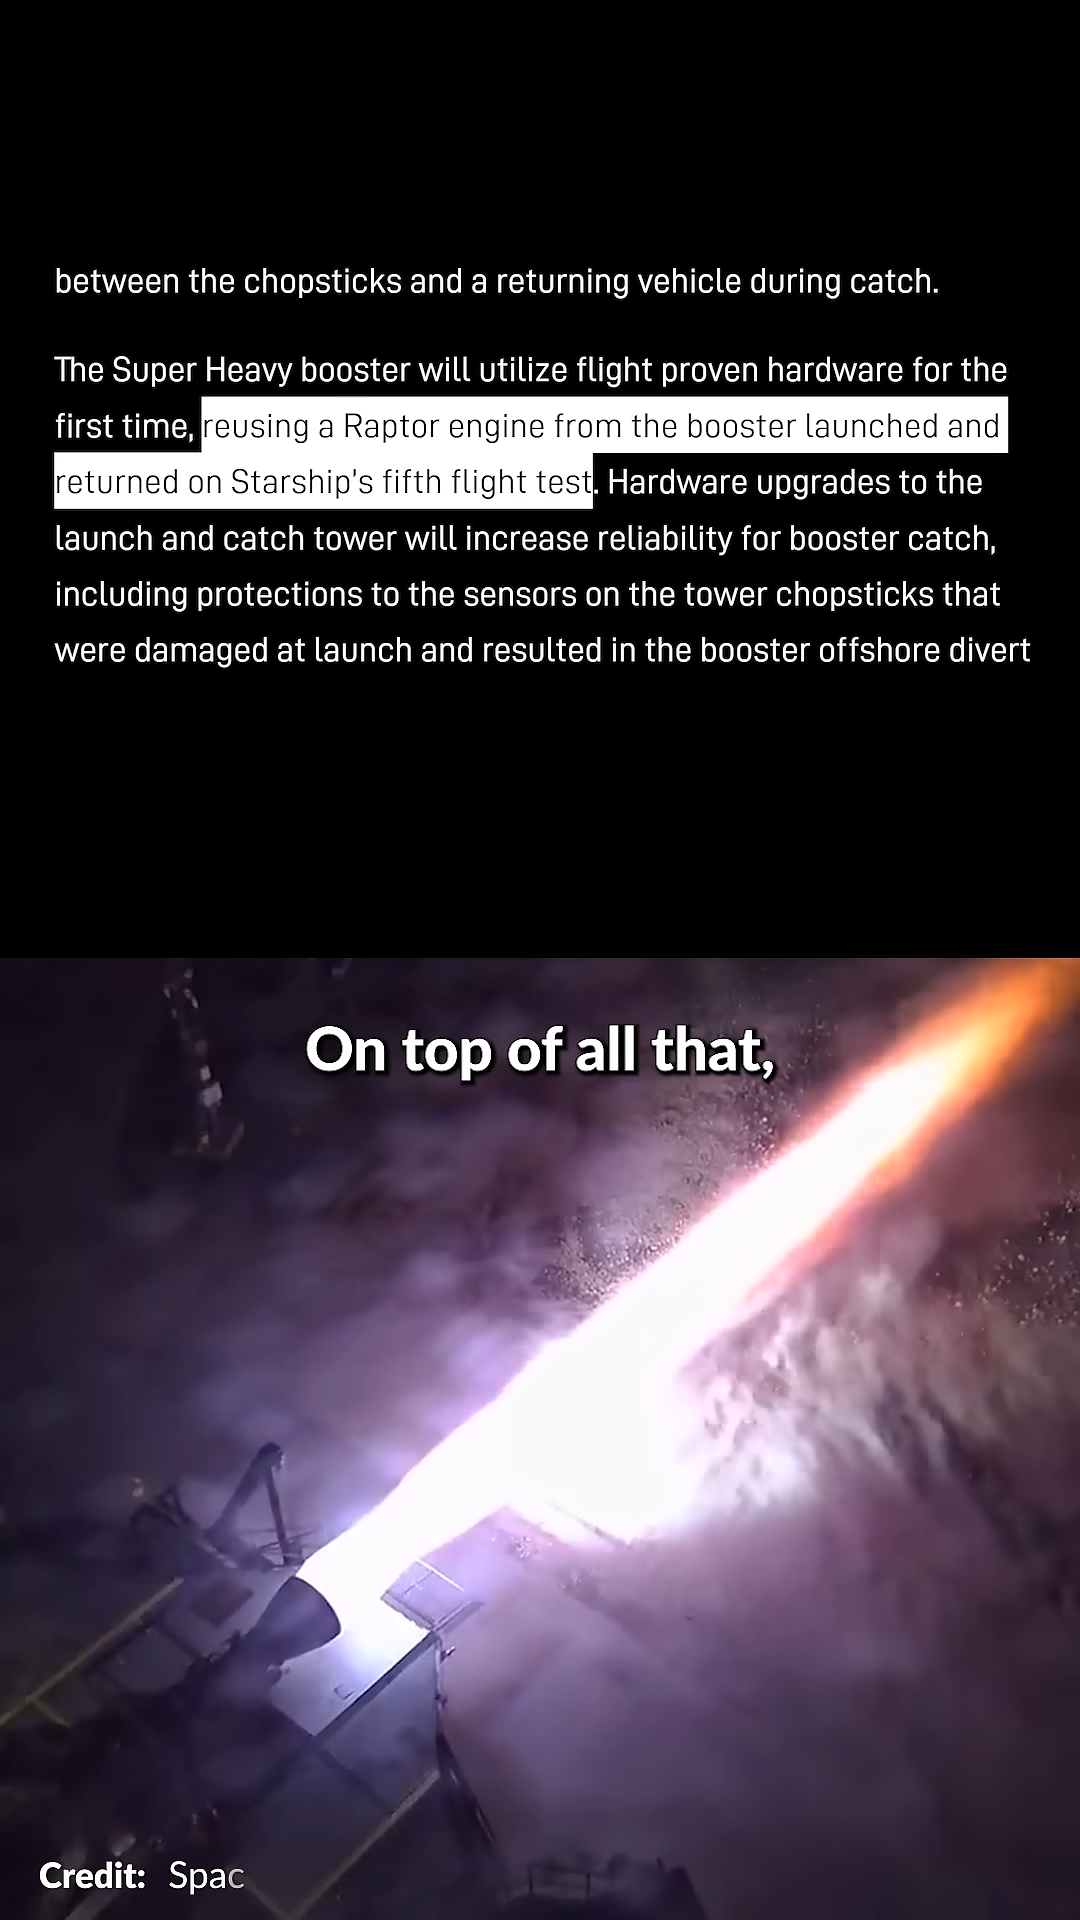 between the chopsticks and a returning vehicle during catch.
The Super Heavy booster will utilize flight proven hardware for the
first time, reusing a Raptor engine from the booster launched and
returned on Starship’s fifth flight test. Hardware upgrades to the
launch and catch tower will increase reliability for booster catch,
including protections to the sensors on the tower chopsticks that
were damaged at launch and resulted in the booster offshore divert
On top of all that,
Credit: Spac